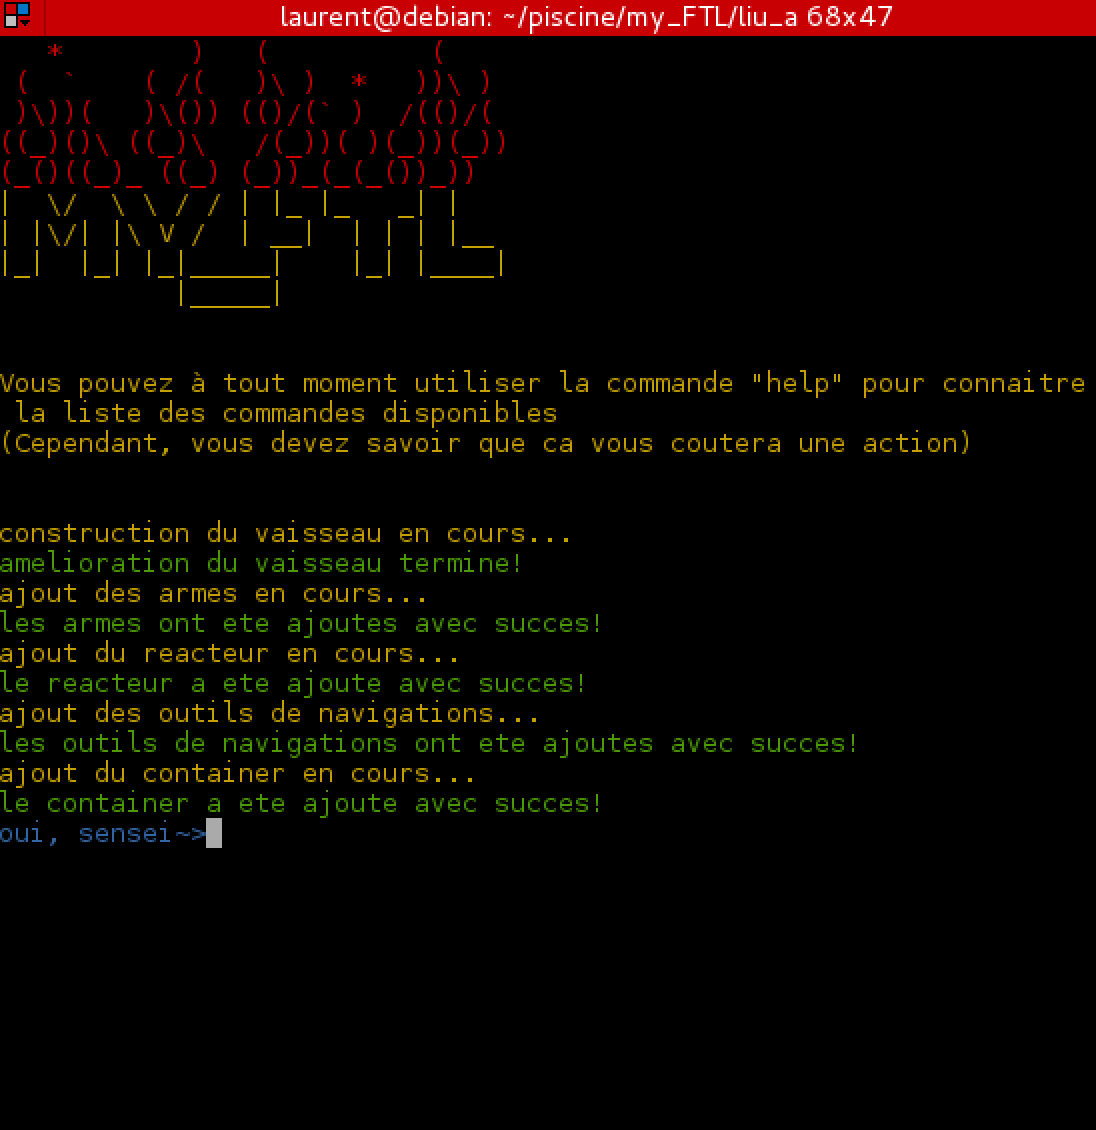 laurent@debian: ~/piscine/my_FTL/liu_a 68x47
MY_FTL
Vous pouvez à tout moment utiliser la commande "help" pour connaitre
la liste des commandes disponibles
(Cependant, vous devez savoir que ca vous coutera une action)
construction du vaisseau en cours...
amelioration du vaisseau termine!
ajout des armes en cours...
les armes ont ete ajoutes avec succes!
ajout du reacteur en cours...
le reacteur a ete ajoute avec succes!
ajout des outils de navigations...
les outils de navigations ont ete ajoutes avec succes!
ajout du container en cours...
le container a ete ajoute avec succes!
oui, sensei~>